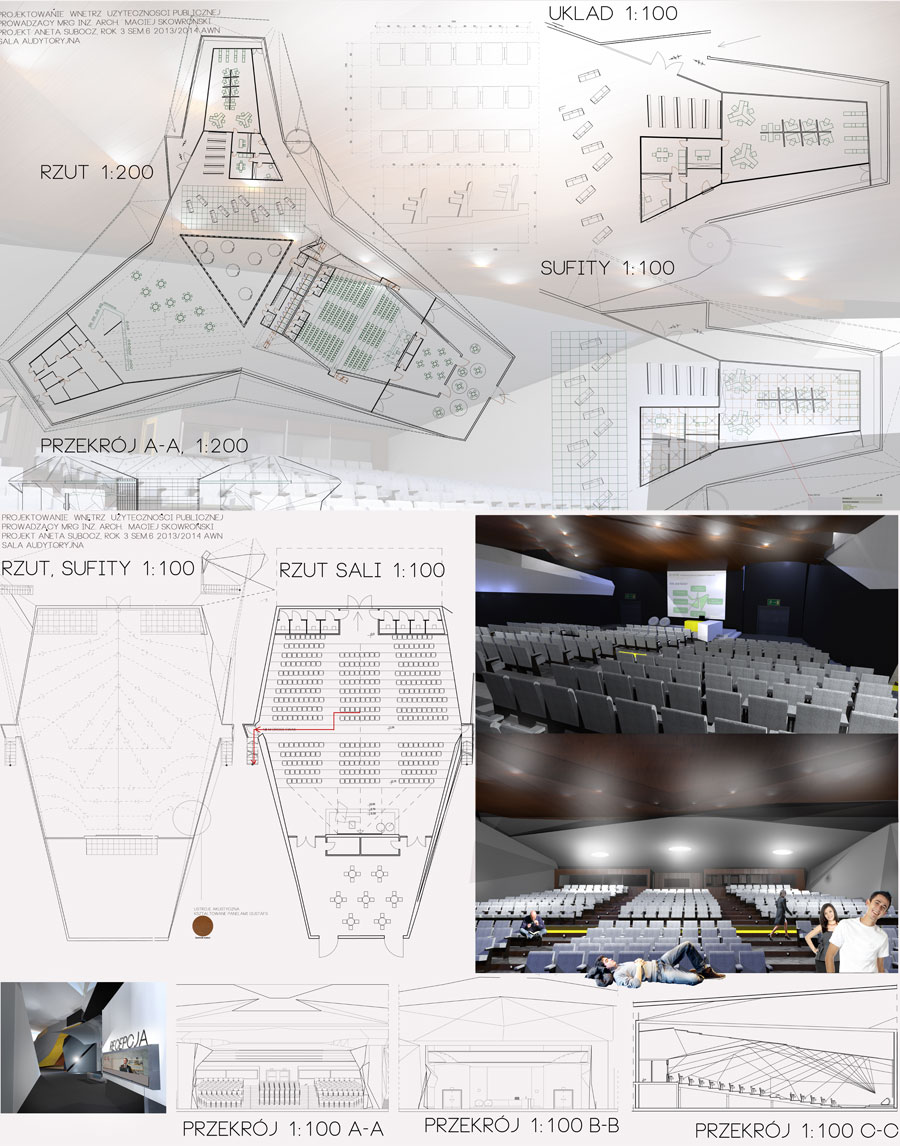 PROJEKTOWANIE WNĘTRZ UŻYTECZNOŚCI PUBLICZNEJ
PROWADZĄCY MRG INŻ. ARCH. MACIEJ SKOWROŃSKI
PROJEKT ANETA SUBOCZ, ROK 3 SEM.6 2013/2014 AWN
SALA AUDYTORYJNA
UKLAD 1:100
RZUT 1:200
SUFITY 1:100
PRZEKRÓJ A-A, 1:200
PROJEKTOWANIE WNĘTRZ UŻYTECZNOŚCI PUBLICZNEJ
PROWADZĄCY MRG INŻ. ARCH. MACIEJ SKOWROŃSKI
PROJEKT ANETA SUBOCZ, ROK 3 SEM.6 2013/2014 AWN
SALA AUDYTORYJNA
RZUT, SUFITY 1:100
RZUT SALI 1:100
RECEPCJA
PRZEKRÓJ 1:100 A-A
PRZEKRÓJ 1:100 B-B
PRZEKRÓJ 1:100 C-C